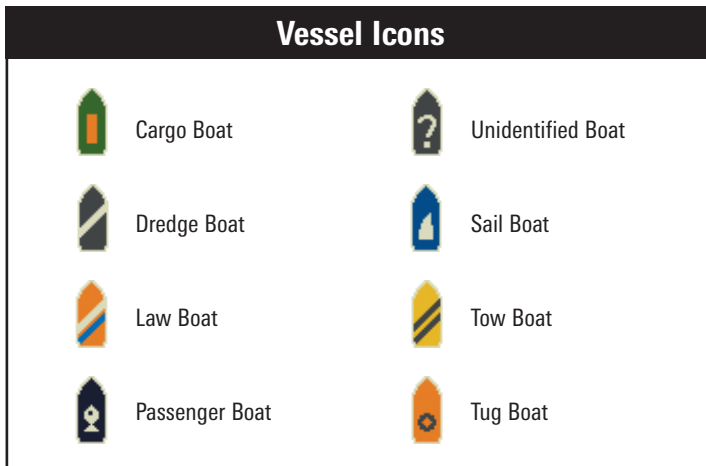 Vessel Icons
Cargo Boat
?
Unidentified Boat
Dredge Boat
Sail Boat
Law Boat
Tow Boat
Passenger Boat
Tug Boat